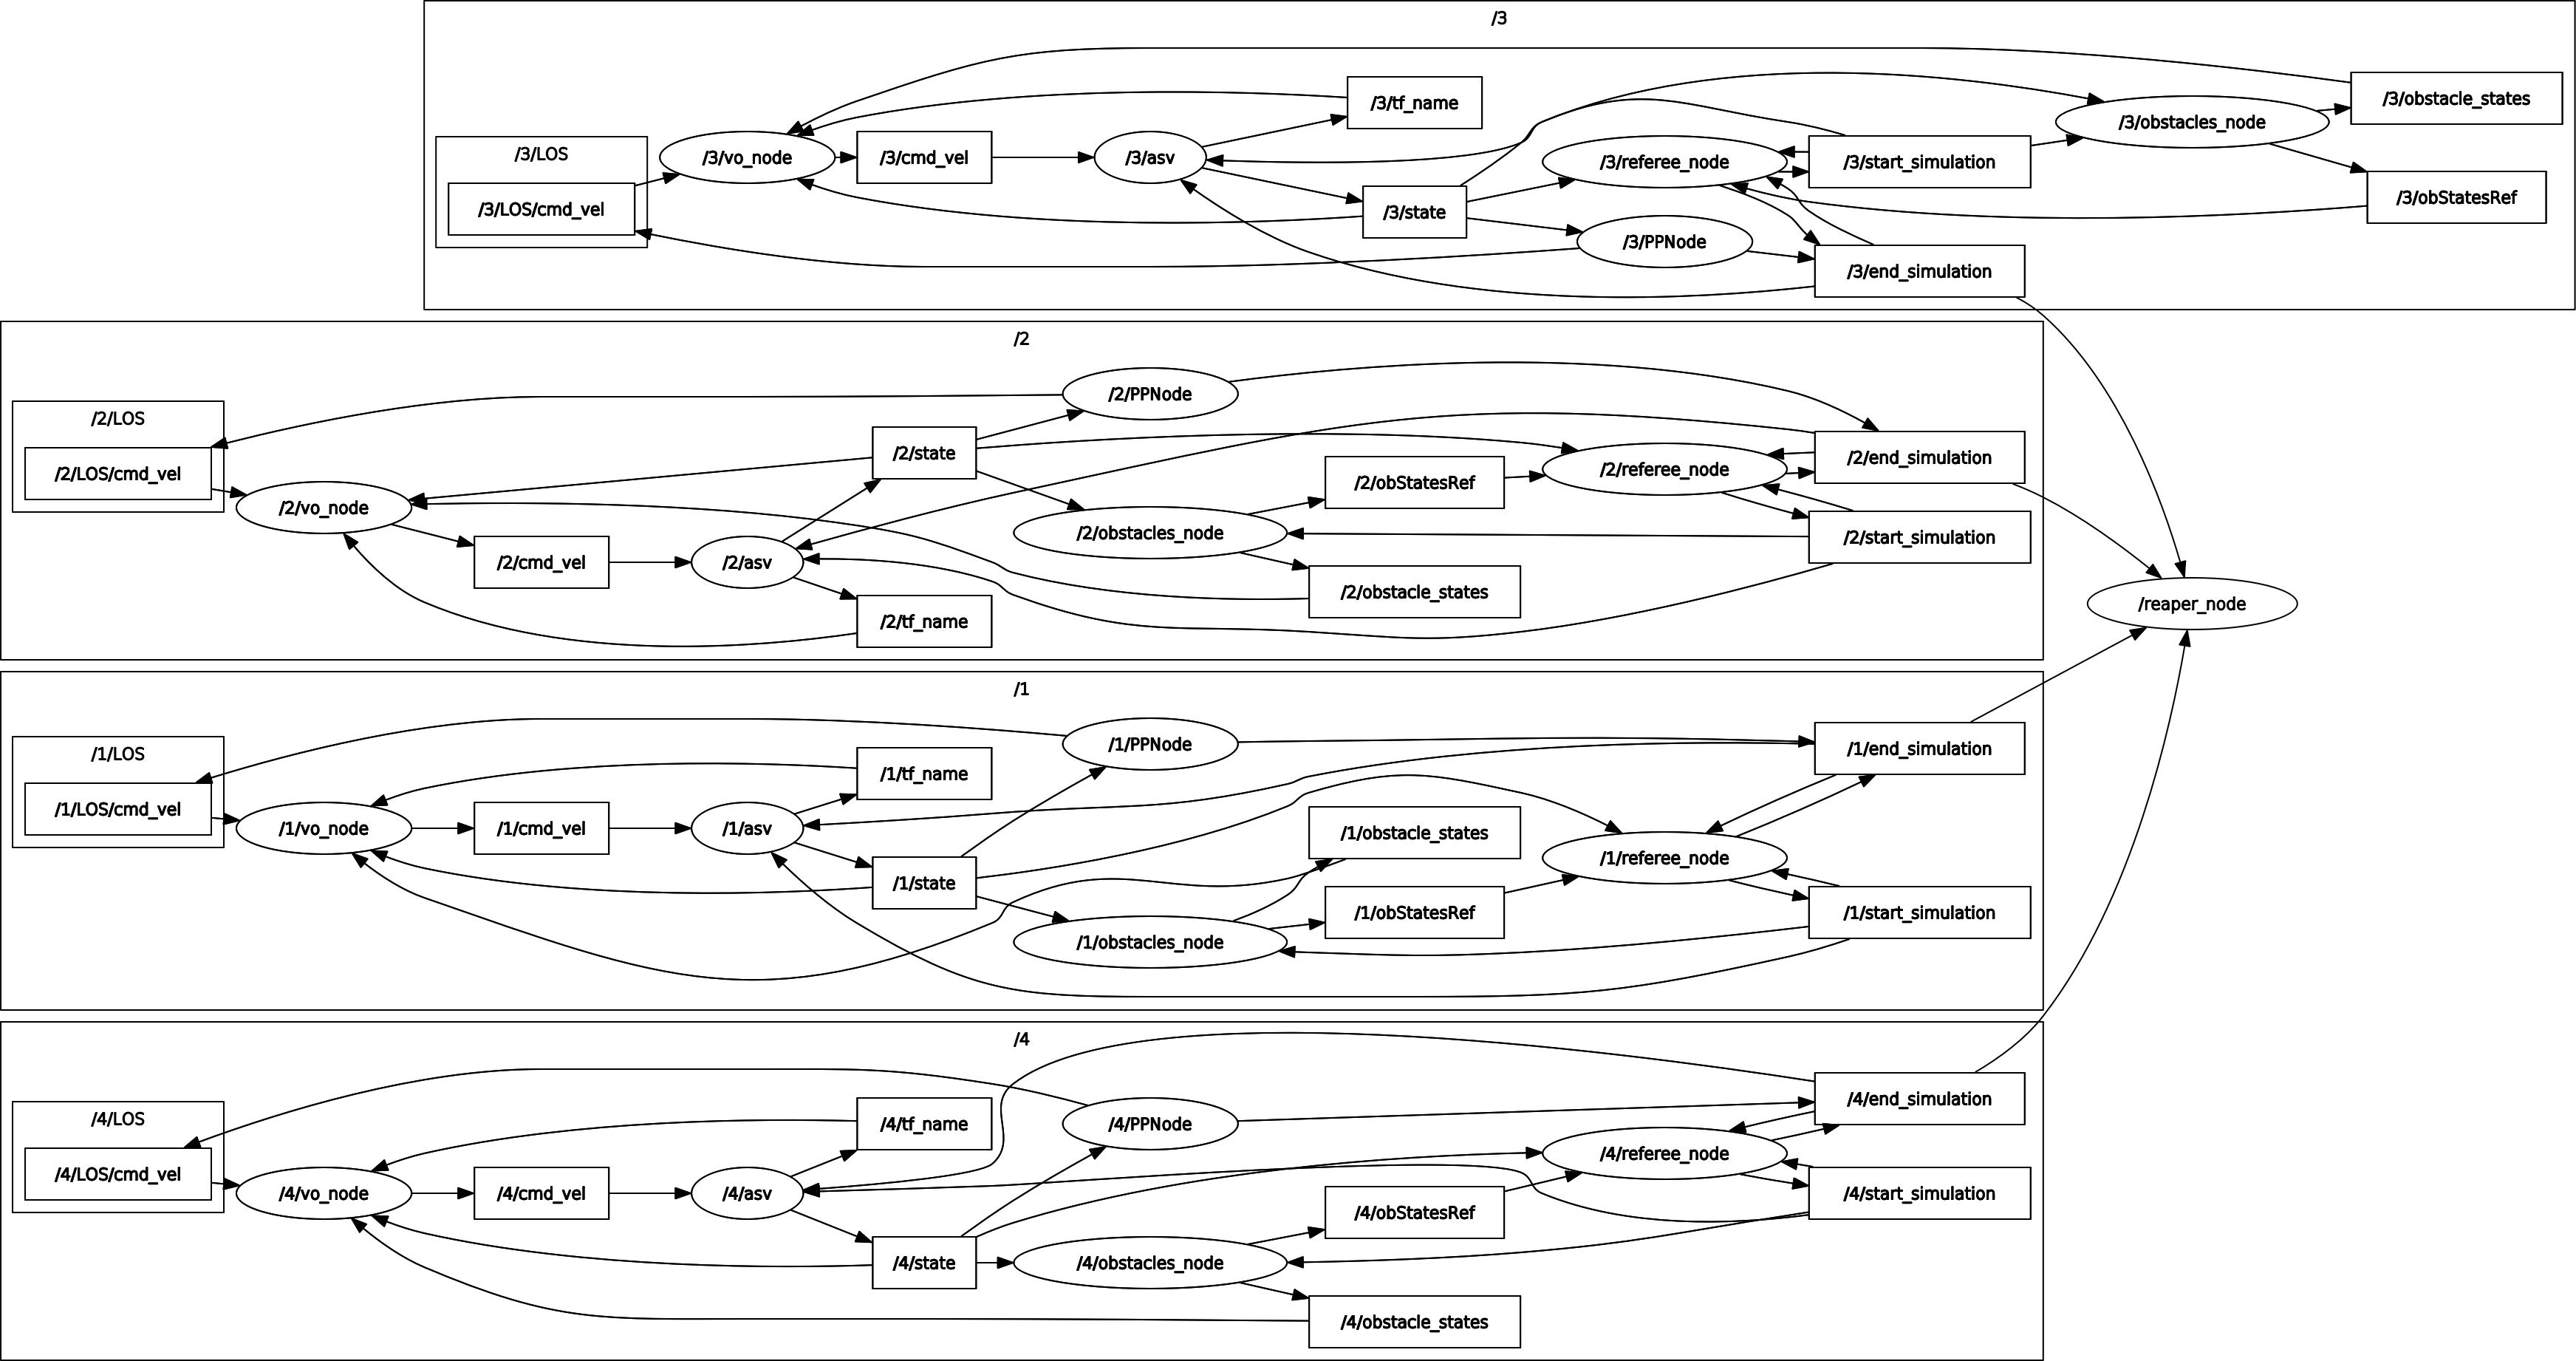 /3
/3/obstacle_states
/3/tf_name
/3/obstacles_node
/3/LOS
/3/vo_node
/3/cmd_vel
/3/asv
/3/referee_node
/3/start_simulation
/3/LOS/cmd_vel
/3/state
/3/obStatesRef
/3/PPNode
/3/end_simulation
/2
/2/PPNode
/2/LOS
/2/state
/2/end_simulation
/2/LOS/cmd_vel
/2/obStatesRef
/2/referee_node
/2/vo_node
/2/obstacles_node
/2/start_simulation
/2/cmd_vel
/2/asv
/2/obstacle_states
/2/tf_name
/reaper_node
/1
/1/PPNode
/1/end_simulation
/1/LOS
/1/tf_name
/1/LOS/cmd_vel
/1/vo_node
/1/cmd_vel
/1/asv
/1/obstacle_states
/1/referee_node
/1/state
/1/obStatesRef
/1/start_simulation
/1/obstacles_node
/4
/4/end_simulation
/4/LOS
/4/tf_name
/4/PPNode
/4/referee_node
/4/LOS/cmd_vel
/4/vo_node
/4/cmd_vel
/4/asv
/4/start_simulation
/4/obStatesRef
/4/state
/4/obstacles_node
/4/obstacle_states